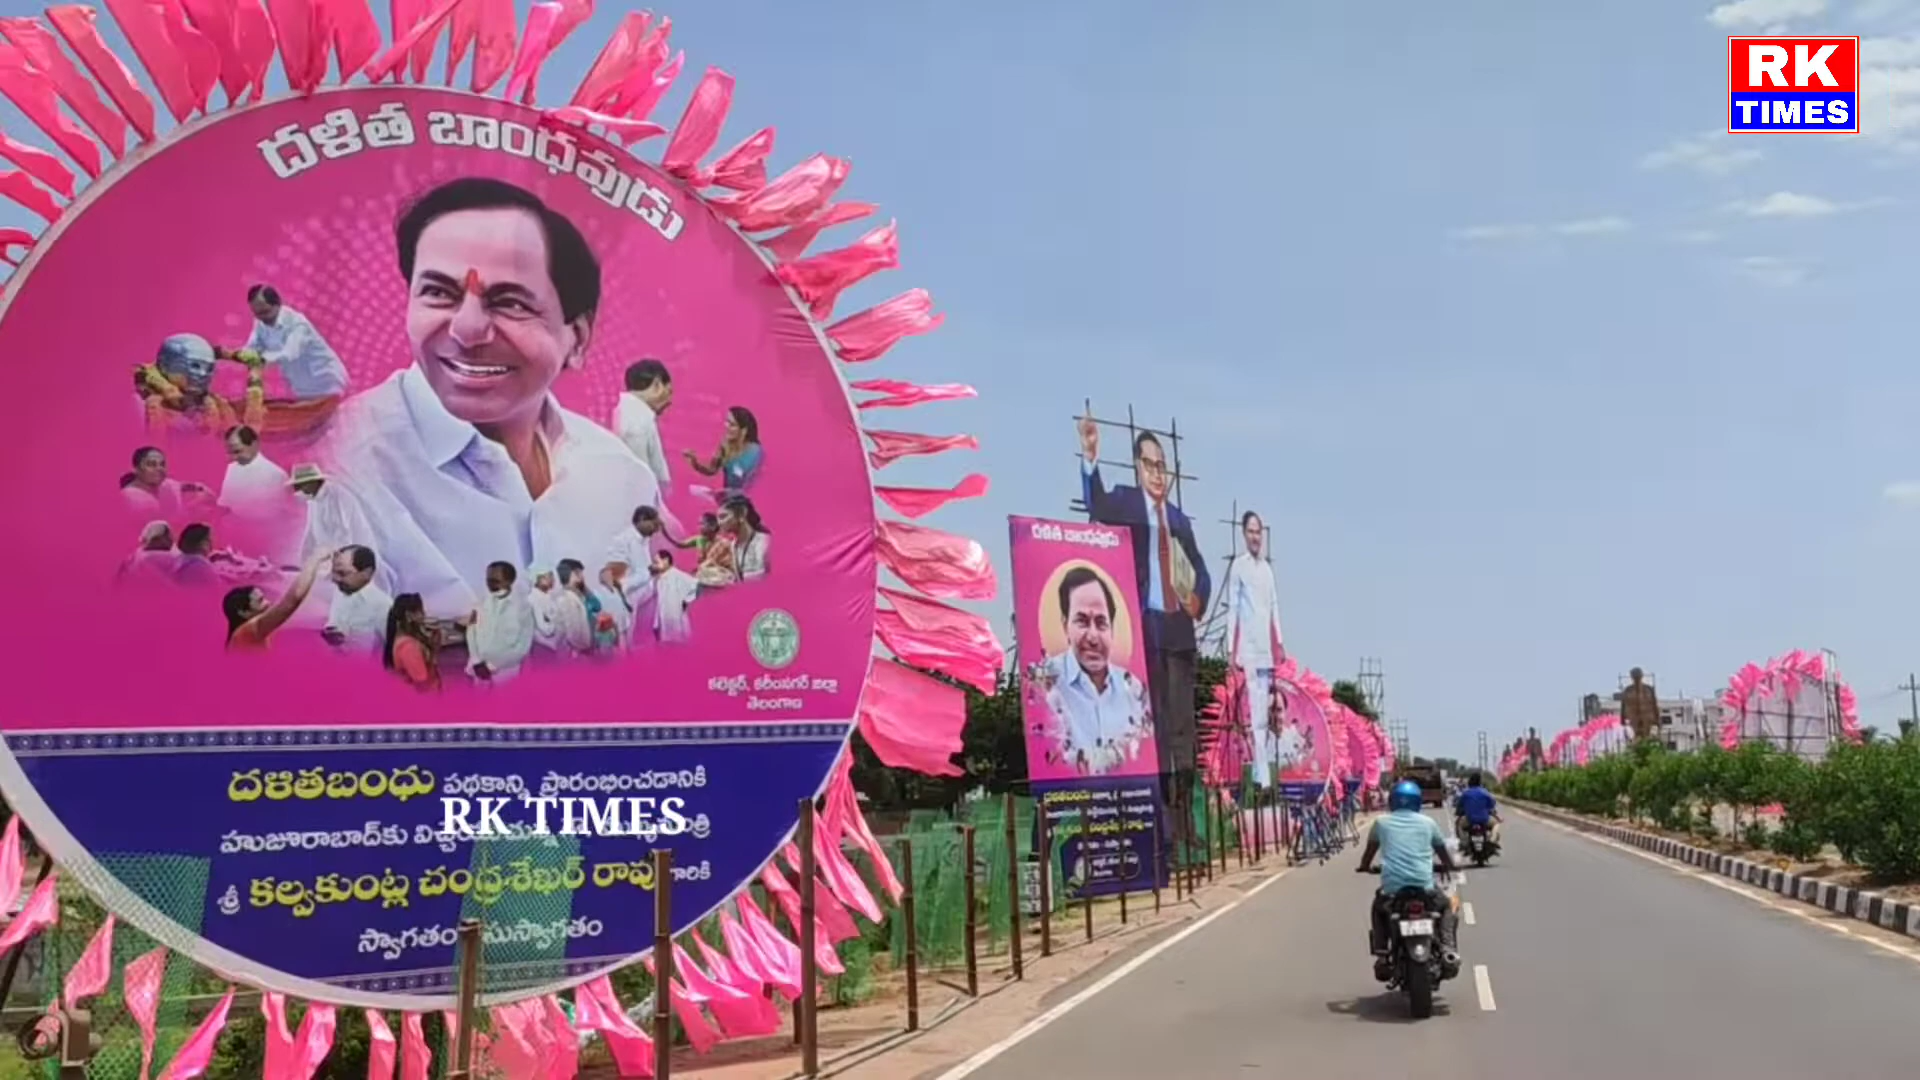 దళిత బాంధవుడు
RK
TIMES
కలెక్టర్, కరీంనగర్ జిల్లా
తెలంగాణ
దళితబంధు పథకాన్ని ప్రారంభించడానికి
RK TIMES
హుజూరాబాద్‌కు
శ్రీ కల్వకుంట్ల చంద్రశేఖర్ రావు గారికి
స్వాగతం సుస్వాగతం
దళిత బాంధవుడు